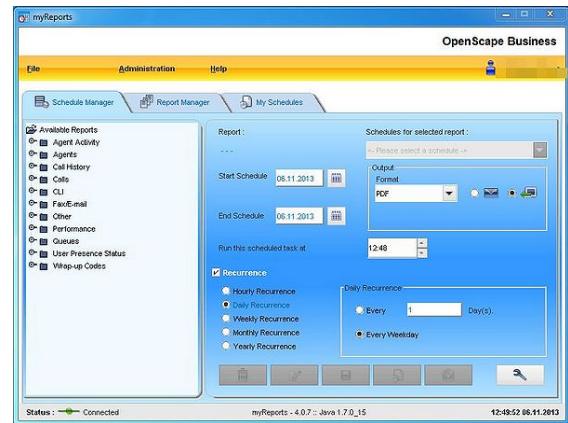 myReports
OpenScape Business
File Administration Help
Schedule Manager Report Manager My Schedules
Available Reports
Agent Activity
Agents
Call History
Calls
CLI
Fax/E-mail
Other
Performance
Queues
User Presence Status
Wrap-up Codes
Report :
- - -
Schedules for selected report :
<- Please select a schedule ->
Start Schedule 06.11.2013
Output
Format
PDF
End Schedule 06.11.2013
Run this scheduled task at 12:48
Recurrence
Hourly Recurrence
Daily Recurrence
Weekly Recurrence
Monthly Recurrence
Yearly Recurrence
Daily Recurrence
Every 1 Day(s).
Every Weekday
Status : Connected
myReports - 4.0.7 :: Java 1.7.0_15
12:49:52 06.11.2013